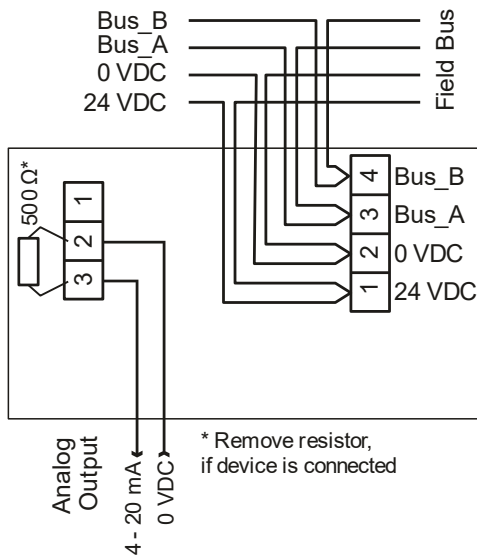 Bus_B
Bus_A
0 VDC
24 VDC
Field Bus
500 Ω*
1
2
3
4
3
2
1
Bus_B
Bus_A
0 VDC
24 VDC
Analog
Output
4 - 20 mA
0 VDC
* Remove resistor,
if device is connected